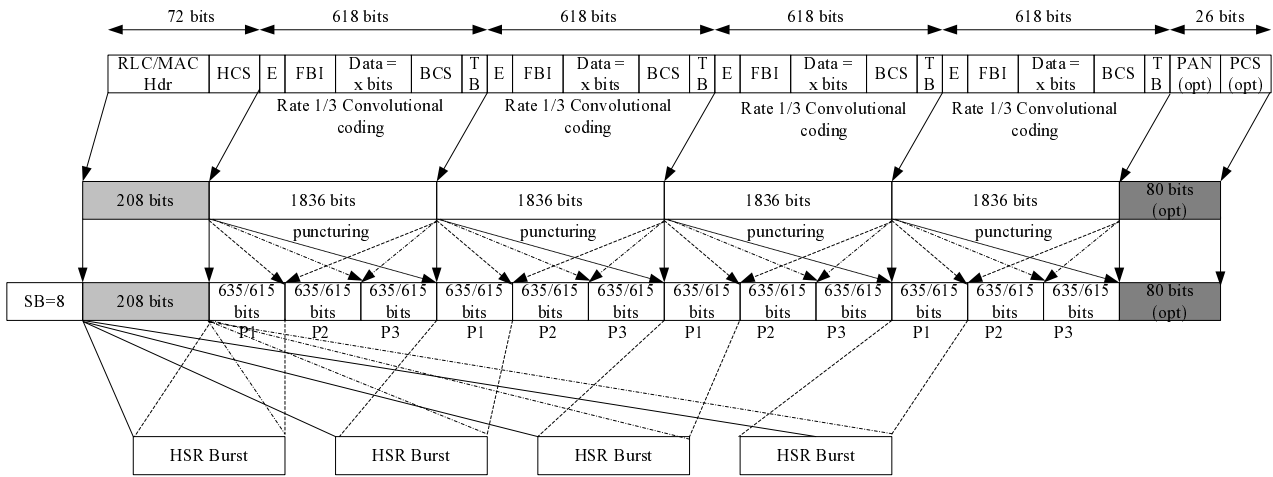 72 bits 618 bits 618 bits 618 bits 618 bits 26 bits
RLC/MAC Hdr HCS E FBI Data = x bits BCS T B E FBI Data = x bits BCS T B E FBI Data = x bits BCS T B E FBI Data = x bits BCS T B PAN (opt) PCS (opt)
Rate 1/3 Convolutional coding Rate 1/3 Convolutional coding Rate 1/3 Convolutional coding Rate 1/3 Convolutional coding
208 bits 1836 bits 1836 bits 1836 bits 1836 bits 80 bits (opt)
puncturing puncturing puncturing puncturing
SB=8 208 bits 635/615 bits 635/615 bits 635/615 bits 635/615 bits 635/615 bits 635/615 bits 635/615 bits 635/615 bits 635/615 bits 635/615 bits 635/615 bits 635/615 bits 80 bits (opt)
P1 P2 P3 P1 P2 P3 P1 P2 P3 P1 P2 P3
HSR Burst HSR Burst HSR Burst HSR Burst